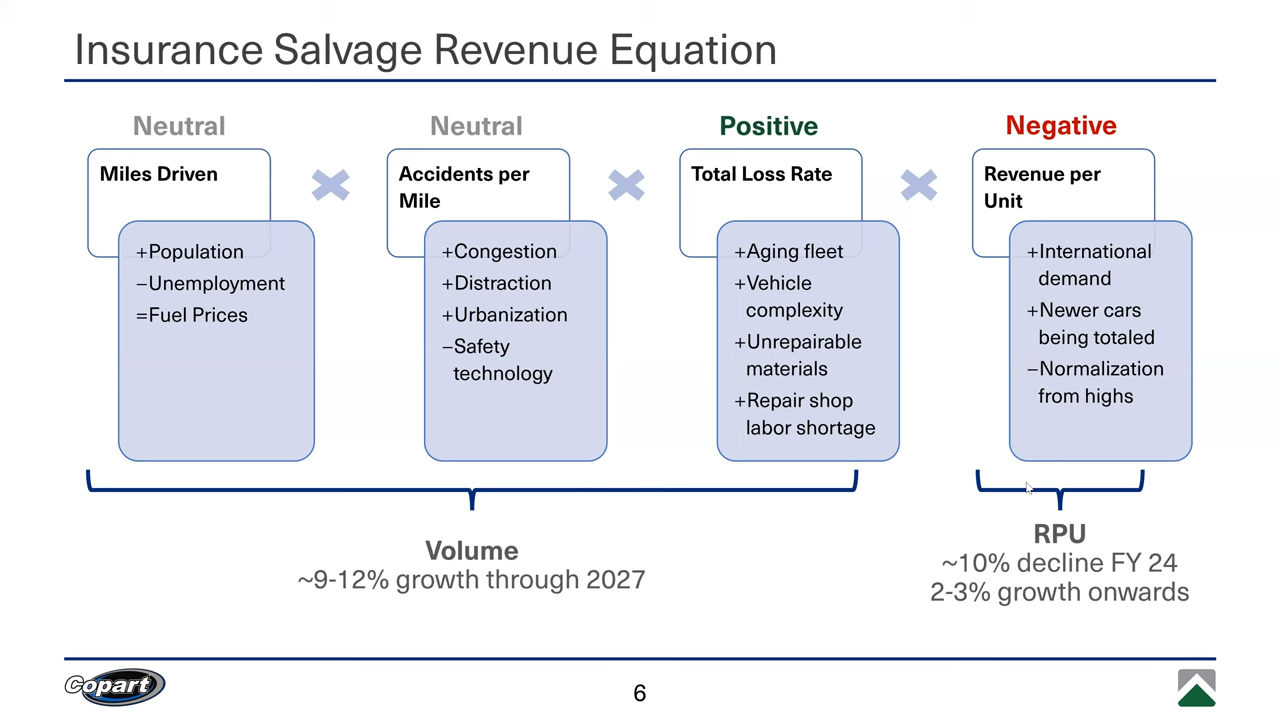 Insurance Salvage Revenue Equation
Neutral
Miles Driven
+Population
–Unemployment
=Fuel Prices
Neutral
Accidents per
Mile
+Congestion
+Distraction
+Urbanization
–Safety
technology
Positive
Total Loss Rate
+Aging fleet
+Vehicle
complexity
+Unrepairable
materials
+Repair shop
labor shortage
Negative
Revenue per
Unit
+International
demand
+Newer cars
being totaled
–Normalization
from highs
Volume
~9-12% growth through 2027
RPU
~10% decline FY 24
2-3% growth onwards
Copart
6